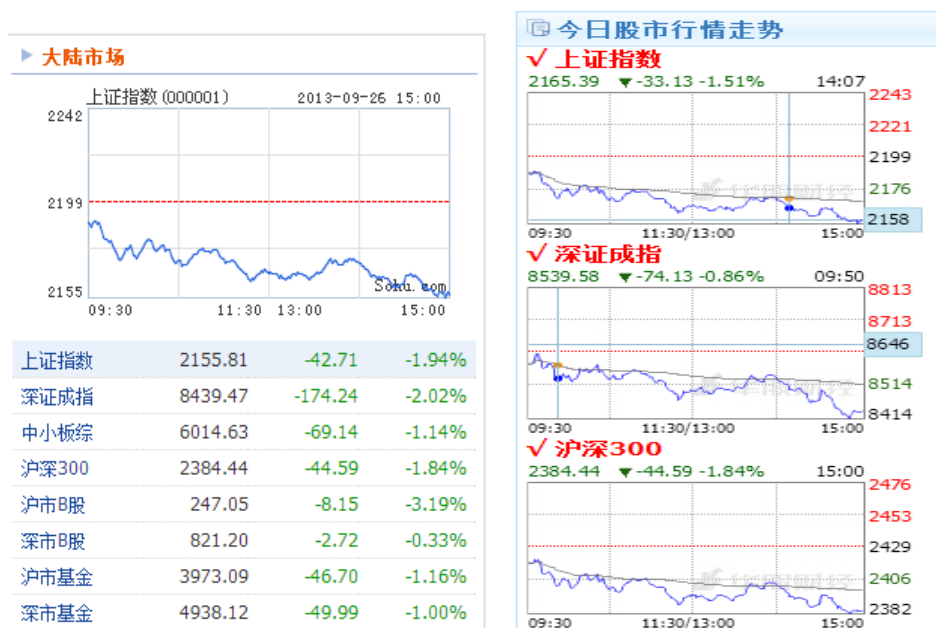 大陆市场
上证指数(000001) 2013-09-26 15:00
2242
2199
2155
Sohu.com
09:30 11:30 13:00 15:00
上证指数 2155.81 -42.71 -1.94%
深证成指 8439.47 -174.24 -2.02%
中小板综 6014.63 -69.14 -1.14%
沪深300 2384.44 -44.59 -1.84%
沪市B股 247.05 -8.15 -3.19%
深市B股 821.20 -2.72 -0.33%
沪市基金 3973.09 -46.70 -1.16%
深市基金 4938.12 -49.99 -1.00%
今日股市行情走势
√ 上证指数
2165.39 ▼-33.13 -1.51% 14:07
2243
2221
2199
2176
2158
09:30 11:30/13:00 15:00
√ 深证成指
8539.58 ▼-74.13 -0.86% 09:50
8813
8713
8646
8514
8414
09:30 11:30/13:00 15:00
√ 沪深300
2384.44 ▼-44.59 -1.84% 15:00
2476
2453
2429
2406
2382
09:30 11:30/13:00 15:00